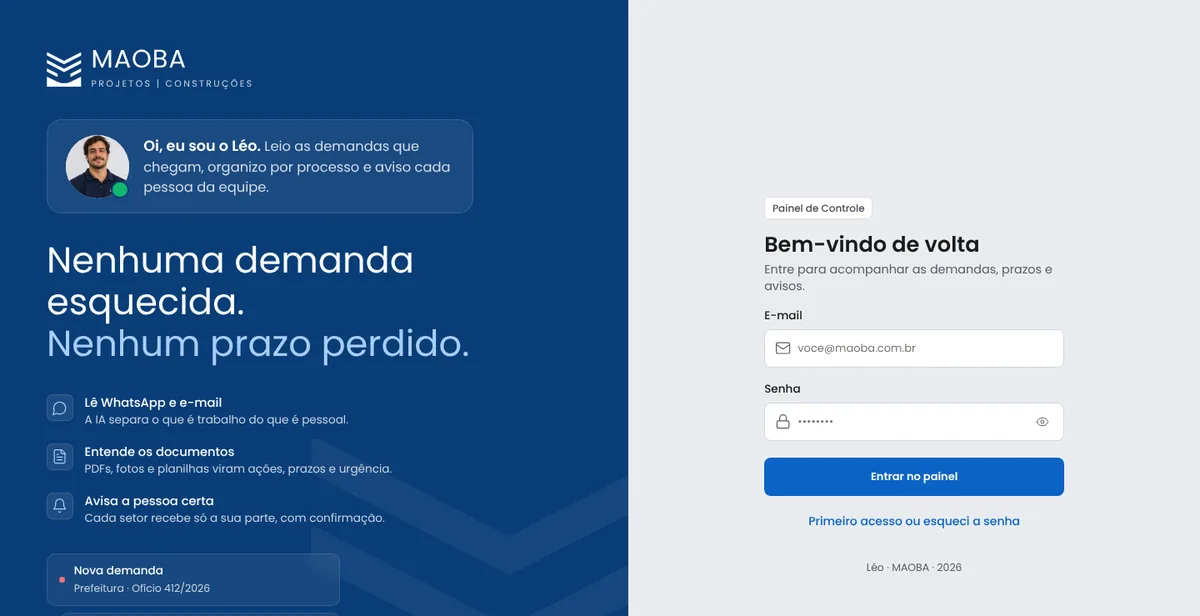 MAOBA
PROJETOS | CONSTRUÇÕES
Oi, eu sou o Léo. Leio as demandas que
chegam, organizo por processo e aviso cada
pessoa da equipe.
Nenhuma demanda
esquecida.
Nenhum prazo perdido.
Lê WhatsApp e e-mail
A IA separa o que é trabalho do que é pessoal.
Entende os documentos
PDFs, fotos e planilhas viram ações, prazos e urgência.
Avisa a pessoa certa
Cada setor recebe só a sua parte, com confirmação.
Nova demanda
Prefeitura · Ofício 412/2026
Painel de Controle
Bem-vindo de volta
Entre para acompanhar as demandas, prazos e
avisos.
E-mail
voce@maoba.com.br
Senha
••••••••
Entrar no painel
Primeiro acesso ou esqueci a senha
Léo · MAOBA · 2026